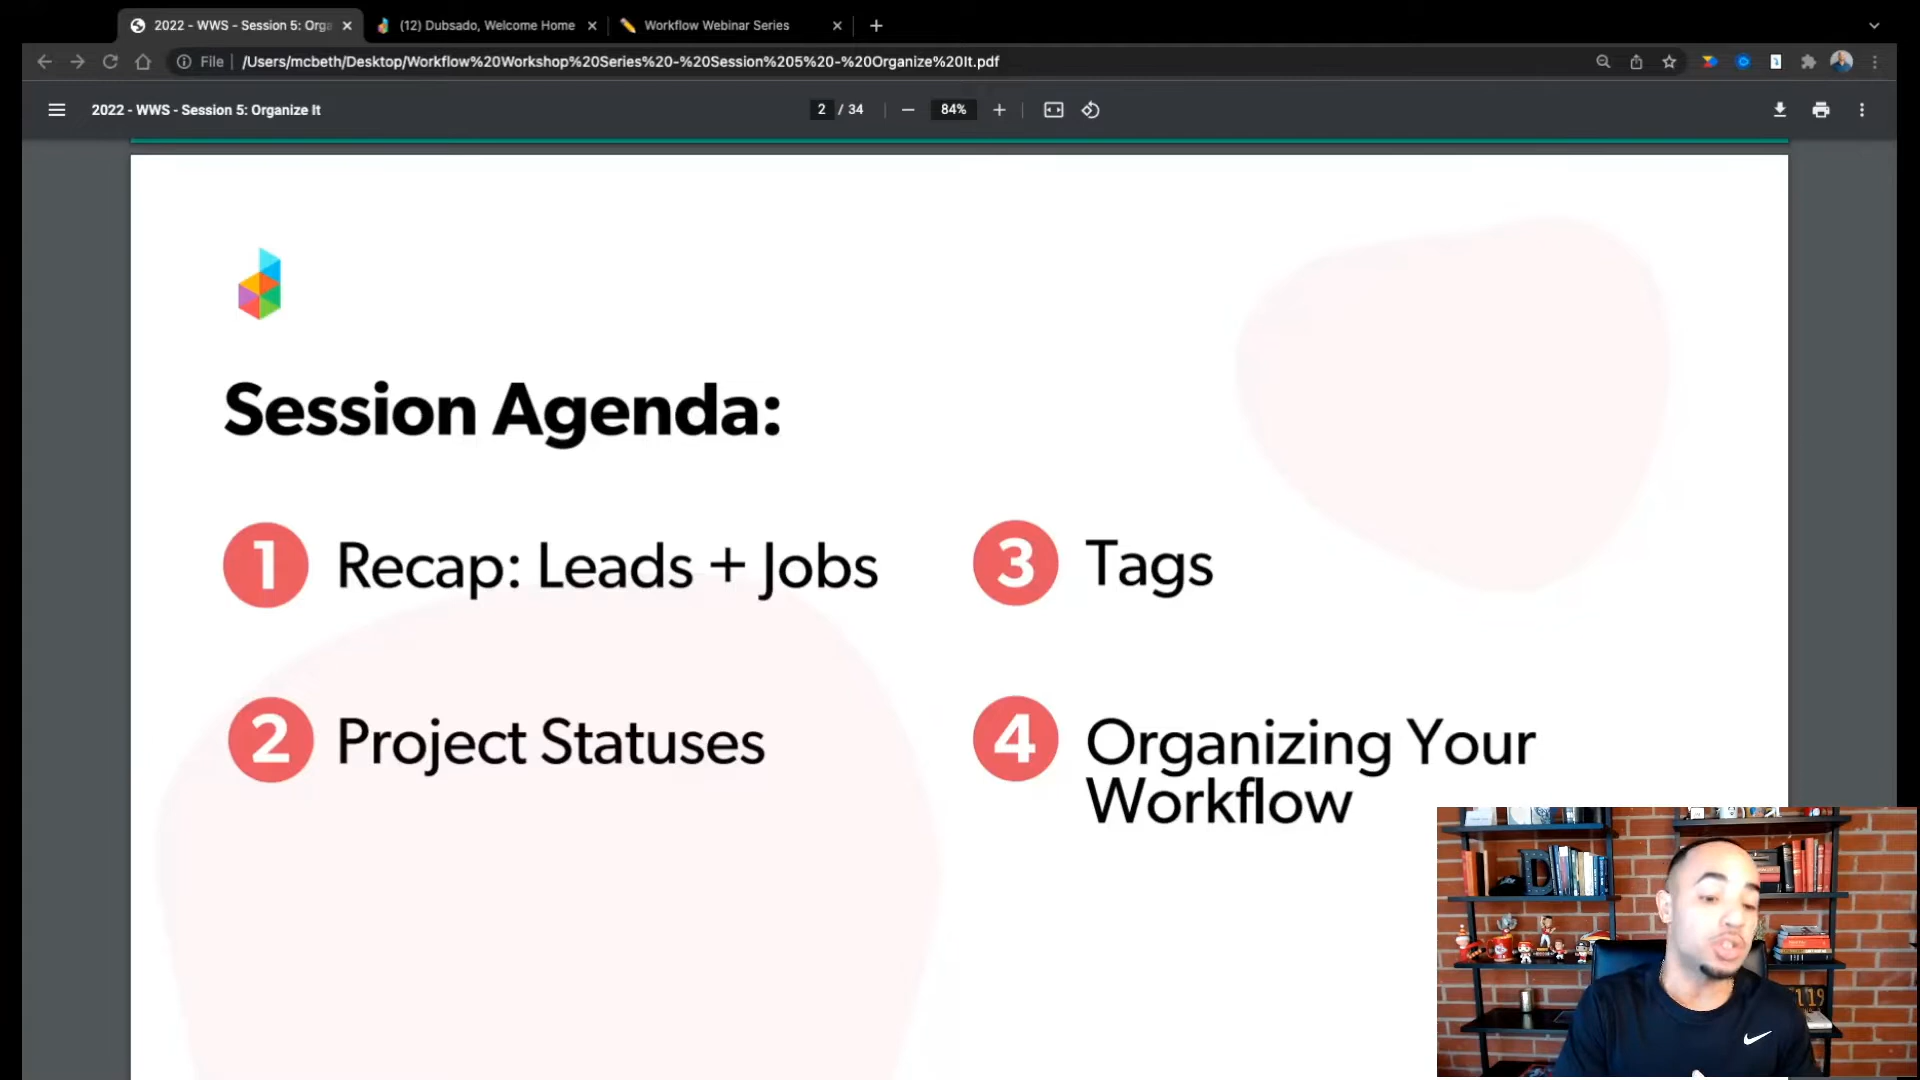 2022 - WWS - Session 5: Orga
(12) Dubsado, Welcome Home
Workflow Webinar Series
File
/Users/mcbeth/Desktop/Workflow%20Workshop%20Series%20-%20Session%205%20-%20Organize%20It.pdf
2022 - WWS - Session 5: Organize It
2 / 34
84%
Session Agenda:
1 Recap: Leads + Jobs
2 Project Statuses
3 Tags
4 Organizing Your
Workflow
D
119